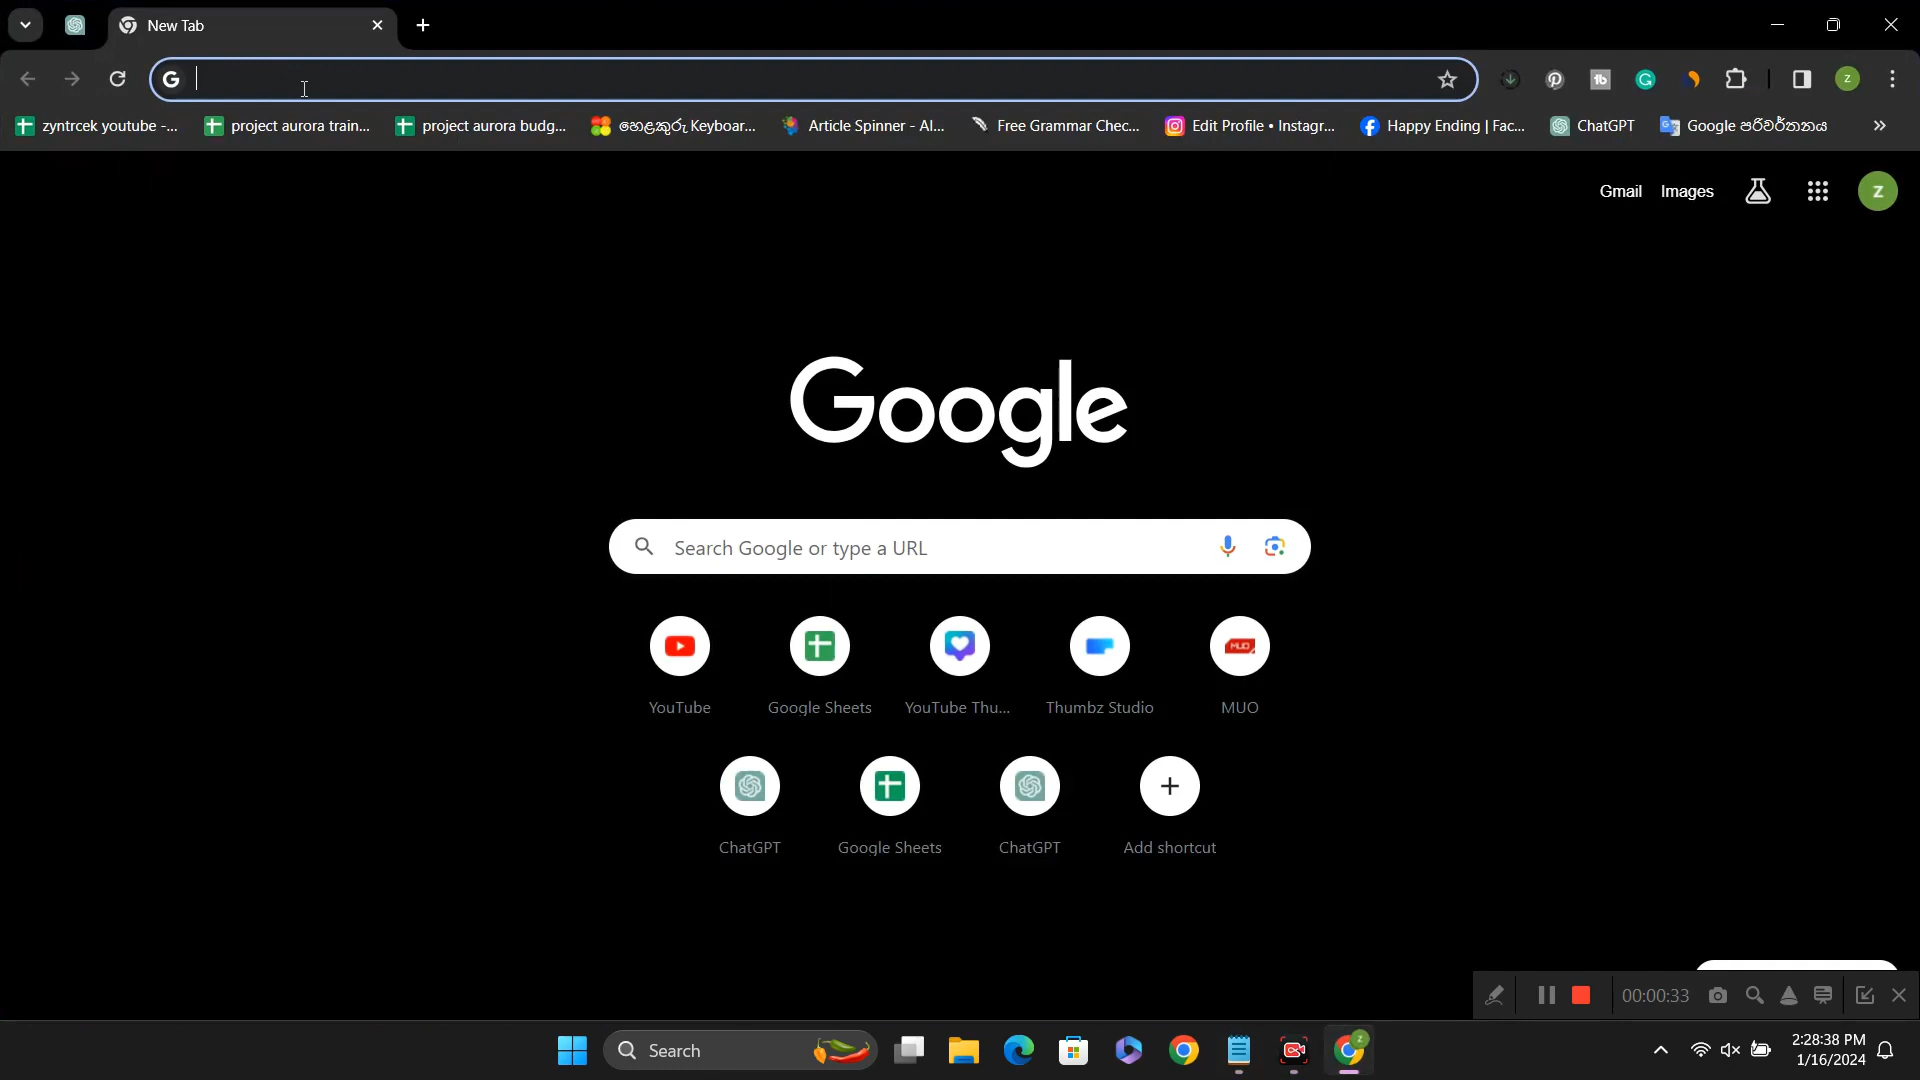 New Tab
zyntrcek youtube -...
project aurora train...
project aurora budg...
හෙළකුරු Keyboar...
Article Spinner - AI...
Free Grammar Chec...
Edit Profile • Instagr...
Happy Ending | Fac...
ChatGPT
Google පරිවර්තනය
Gmail
Images
z
Google
Search Google or type a URL
YouTube
Google Sheets
YouTube Thu...
Thumbz Studio
MUO
ChatGPT
Google Sheets
ChatGPT
Add shortcut
00:00:33
Search
2:28:38 PM
1/16/2024